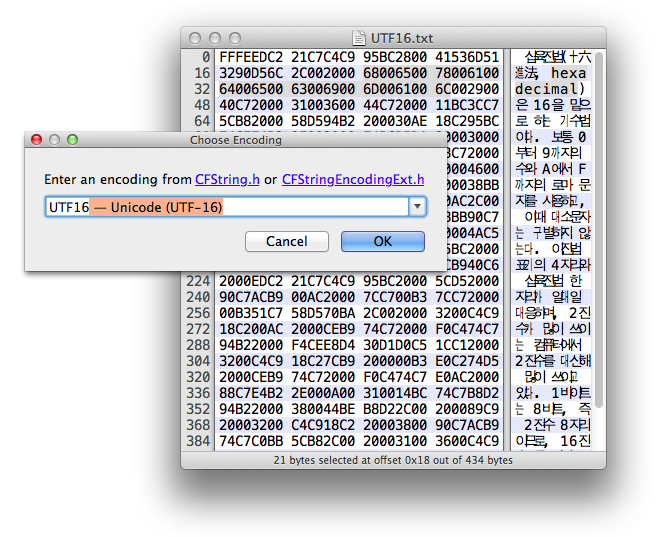 UTF16.txt
0 FFFEEDC2 21C7C4C9 95BC2800 41536D51 십육진법(十六
16 3290D56C 2C002000 68006500 78006100 進法, hexa
32 64006500 63006900 6D006100 6C002900 decimal)
48 40C72000 31003600 44C72000 11BC3CC7 은 16을 밑으
64 5CB82000 58D594B2 200030AE 18C295BC 로 하는 기수법
이다. 보통 0
Choose Encoding
부터 9까지의
수와 A에서 F
Enter an encoding from CFString.h or CFStringEncodingExt.h
까지의 로마 문
자를 사용하고,
UTF16 — Unicode (UTF-16)
이때 대소문자
는 구별하지 않
Cancel OK
는다. 이진법
표기의 4자리와
224 2000EDC2 21C7C4C9 95BC2000 5CD52000 십육진법 한
240 90C7ACB9 00AC2000 7CC700B3 7CC72000 자리가 일대일
256 00B351C7 58D570BA 2C002000 3200C4C9 대응하며, 2진
272 18C200AC 2000CEB9 74C72000 F0C474C7 수가 많이 쓰이
288 94B22000 F4CEE8D4 30D1D0C5 1CC12000 는 컴퓨터에서
304 3200C4C9 18C27CB9 200000B3 E0C274D5 2진수를 대신해
320 2000CEB9 74C72000 F0C474C7 E0AC2000 많이 쓰이고
336 88C7E4B2 2E000A00 310014BC 74C7B8D2 있다. 1바이트
352 94B22000 380044BE B8D22C00 200089C9 는 8비트, 즉
368 20003200 C4C918C2 20003800 90C7ACB9 2진수 8자리
384 74C7C0BB 5CB82C00 20003100 3600C4C9 이므로, 16진
21 bytes selected at offset 0x18 out of 434 bytes